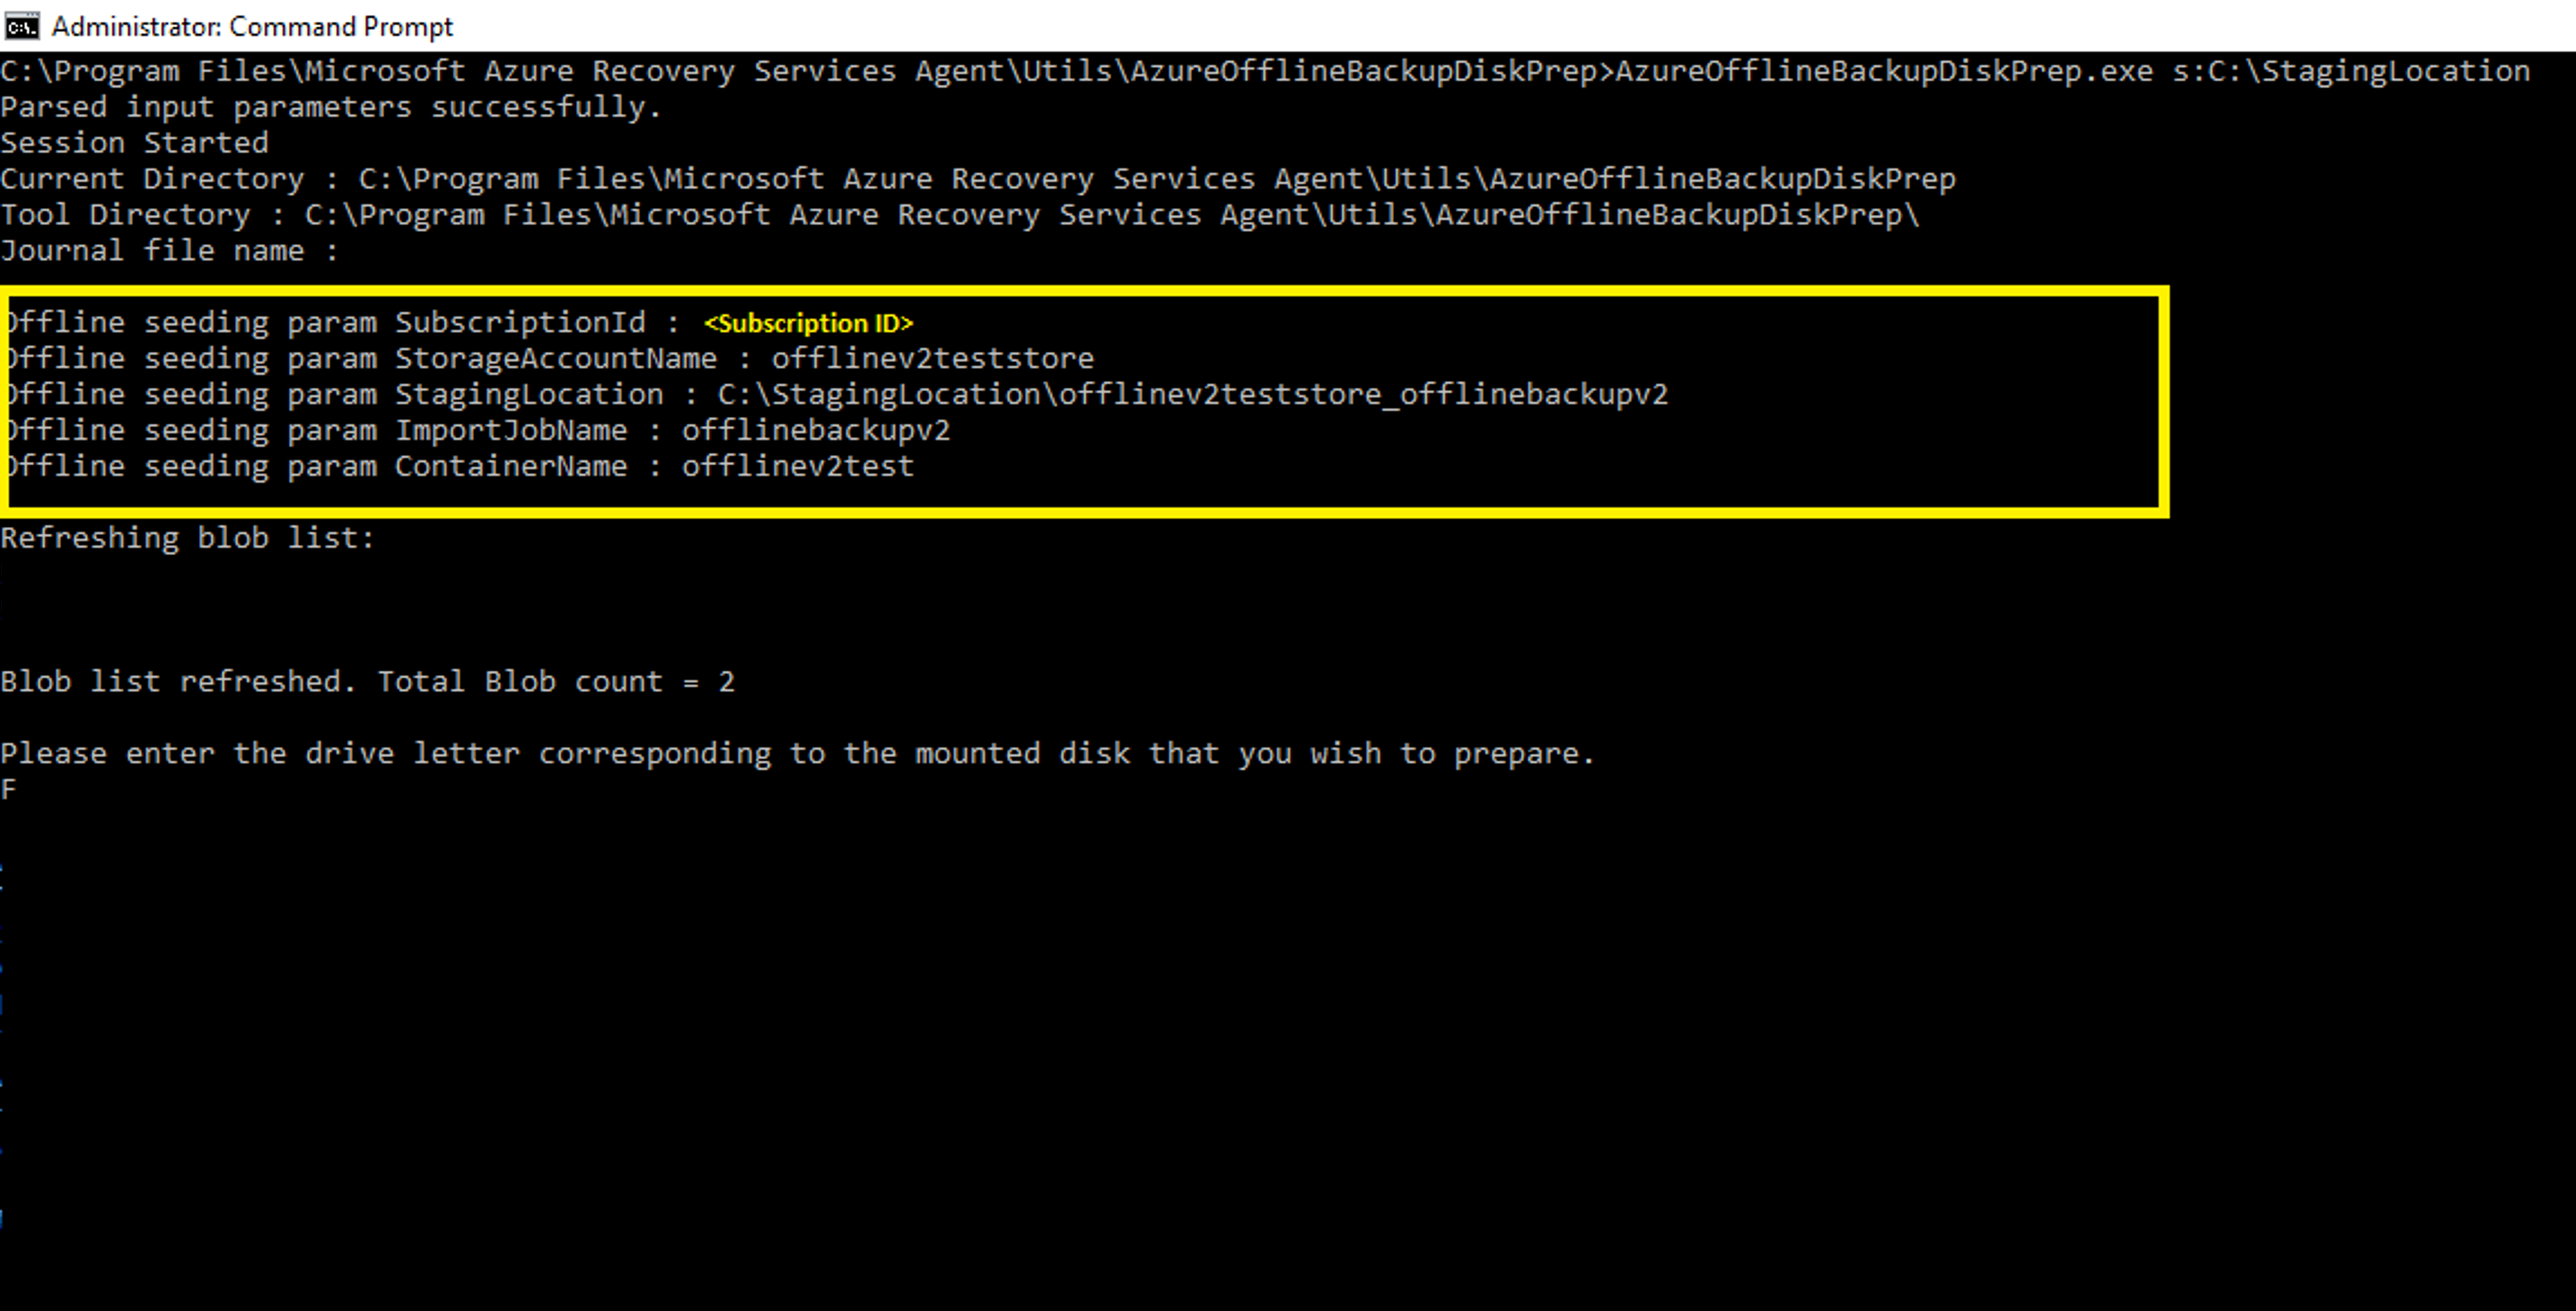 Administrator: Command Prompt
C:\Program Files\Microsoft Azure Recovery Services Agent\Utils\AzureOfflineBackupDiskPrep>AzureOfflineBackupDiskPrep.exe s:C:\StagingLocation
Parsed input parameters successfully.
Session Started
Current Directory : C:\Program Files\Microsoft Azure Recovery Services Agent\Utils\AzureOfflineBackupDiskPrep
Tool Directory : C:\Program Files\Microsoft Azure Recovery Services Agent\Utils\AzureOfflineBackupDiskPrep\
Journal file name :
Offline seeding param SubscriptionId : <Subscription ID>
Offline seeding param StorageAccountName : offlinev2teststore
Offline seeding param StagingLocation : C:\StagingLocation\offlinev2teststore_offlinebackupv2
Offline seeding param ImportJobName : offlinebackupv2
Offline seeding param ContainerName : offlinev2test
Refreshing blob list:
Blob list refreshed. Total Blob count = 2
Please enter the drive letter corresponding to the mounted disk that you wish to prepare.
F